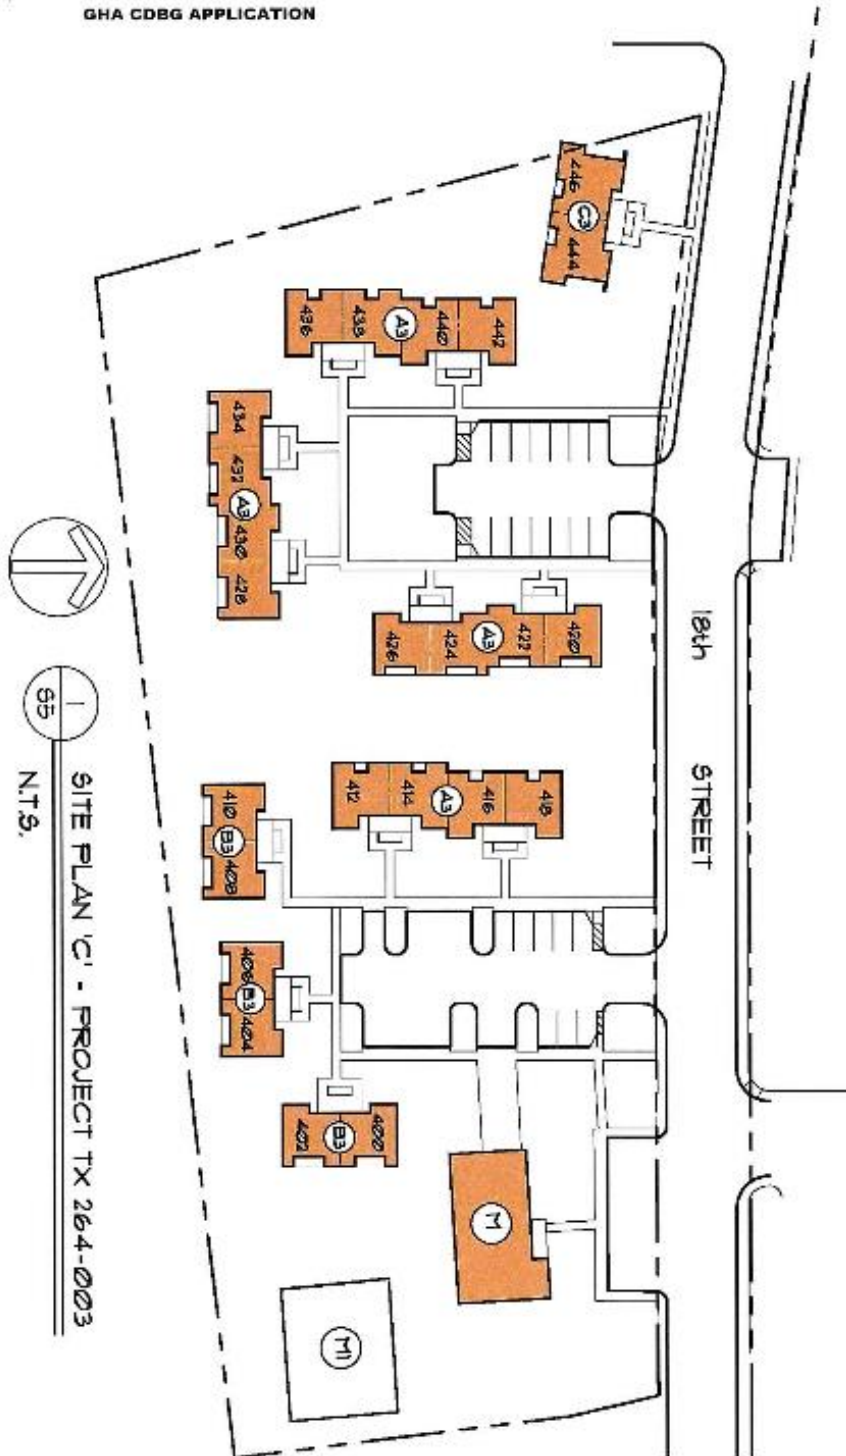 GHA CDBG APPLICATION
446
C3
444
436
438
A3
440
442
434
432
A3
430
428
426
424
A3
422
420
18th STREET
412
414
A3
416
418
410
B3
408
406
B3
404
402
B3
400
M
M1
1
S5
SITE PLAN 'C' - PROJECT TX 264-003
N.T.S.